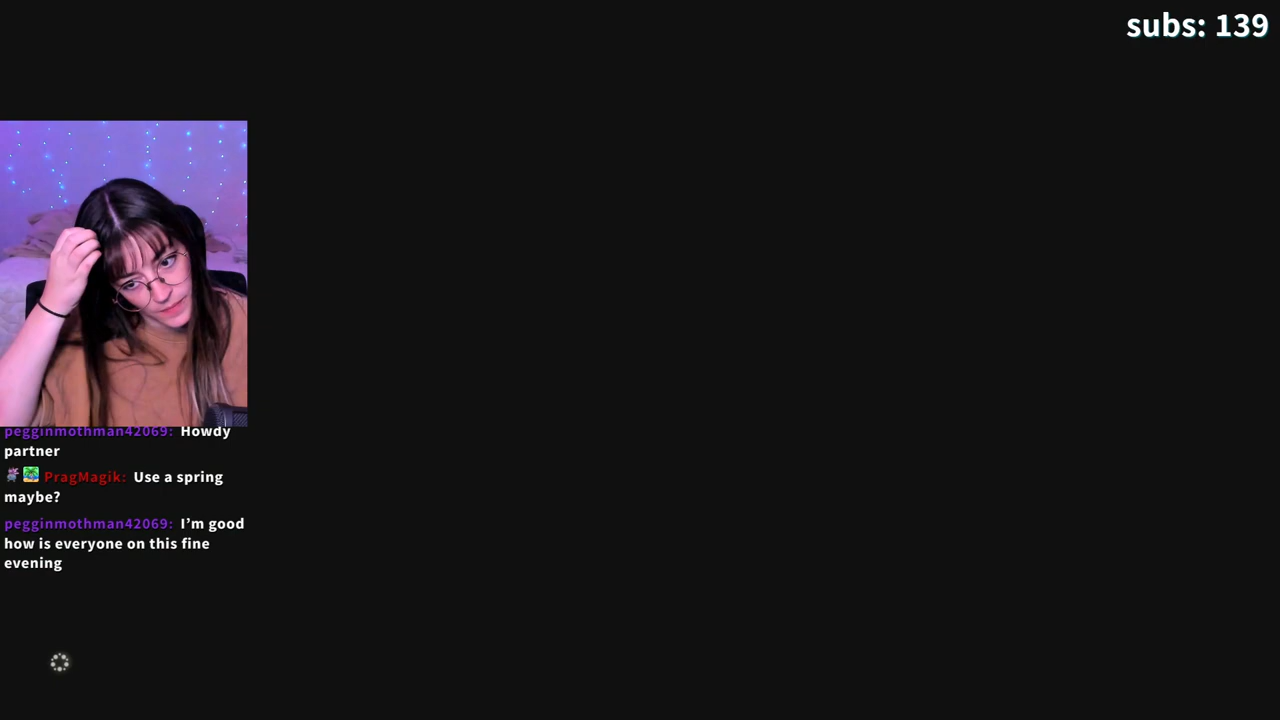 subs: 139
pegginmothman42069: Howdy
partner
PragMagik: Use a spring
maybe?
pegginmothman42069: I’m good
how is everyone on this fine
evening